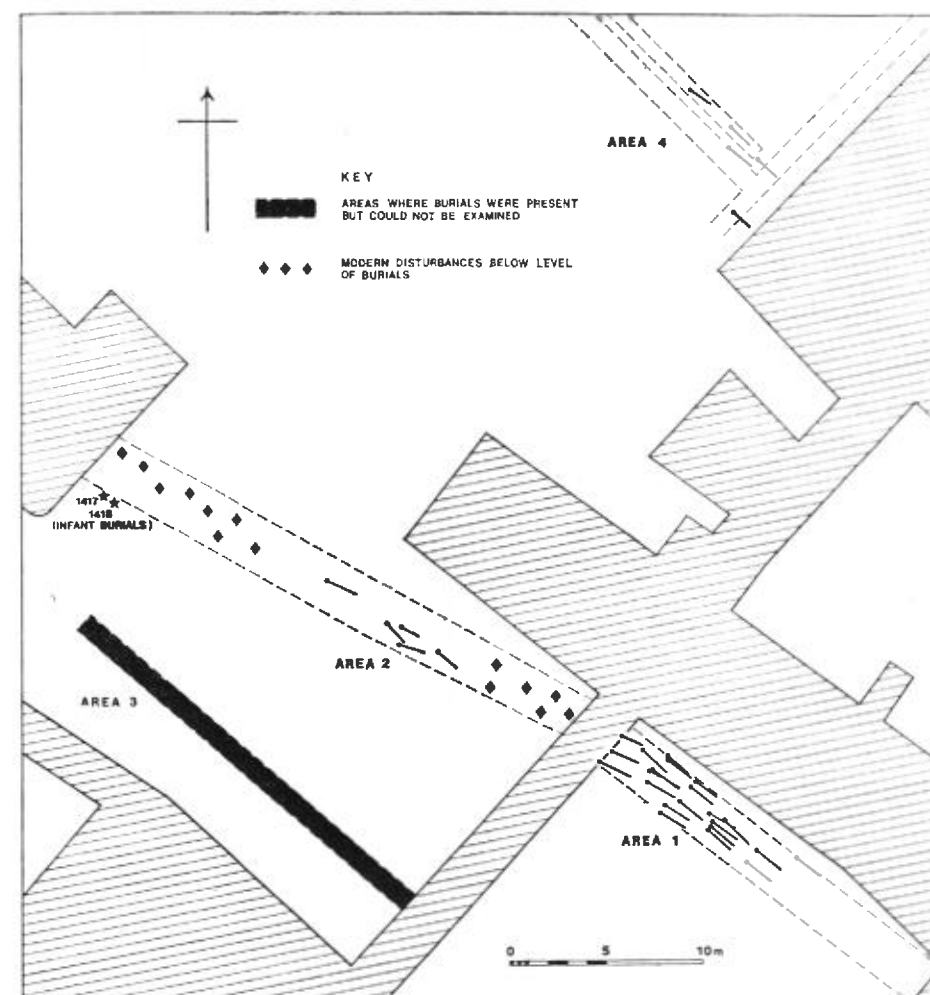 AREA 4
KEY
AREAS WHERE BURIALS WERE PRESENT
BUT COULD NOT BE EXAMINED
MODERN DISTURBANCES BELOW LEVEL
OF BURIALS
1417
1418
(INFANT BURIALS)
AREA 2
AREA 3
AREA 1
0 5 10m